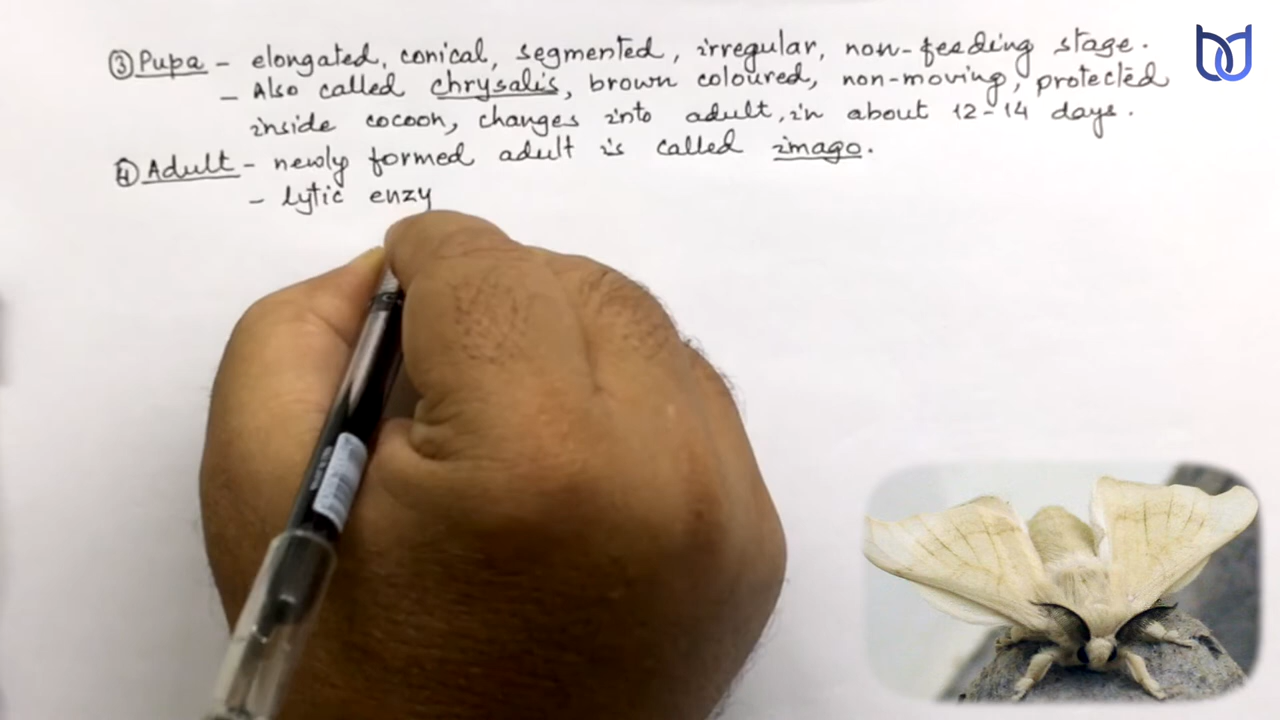 ③ Pupa - elongated, conical, segmented, irregular, non-feeding stage.
- Also called chrysalis, brown coloured, non-moving, protected
inside cocoon, changes into adult, in about 12-14 days.
④ Adult - newly formed adult is called imago.
- lytic enzy